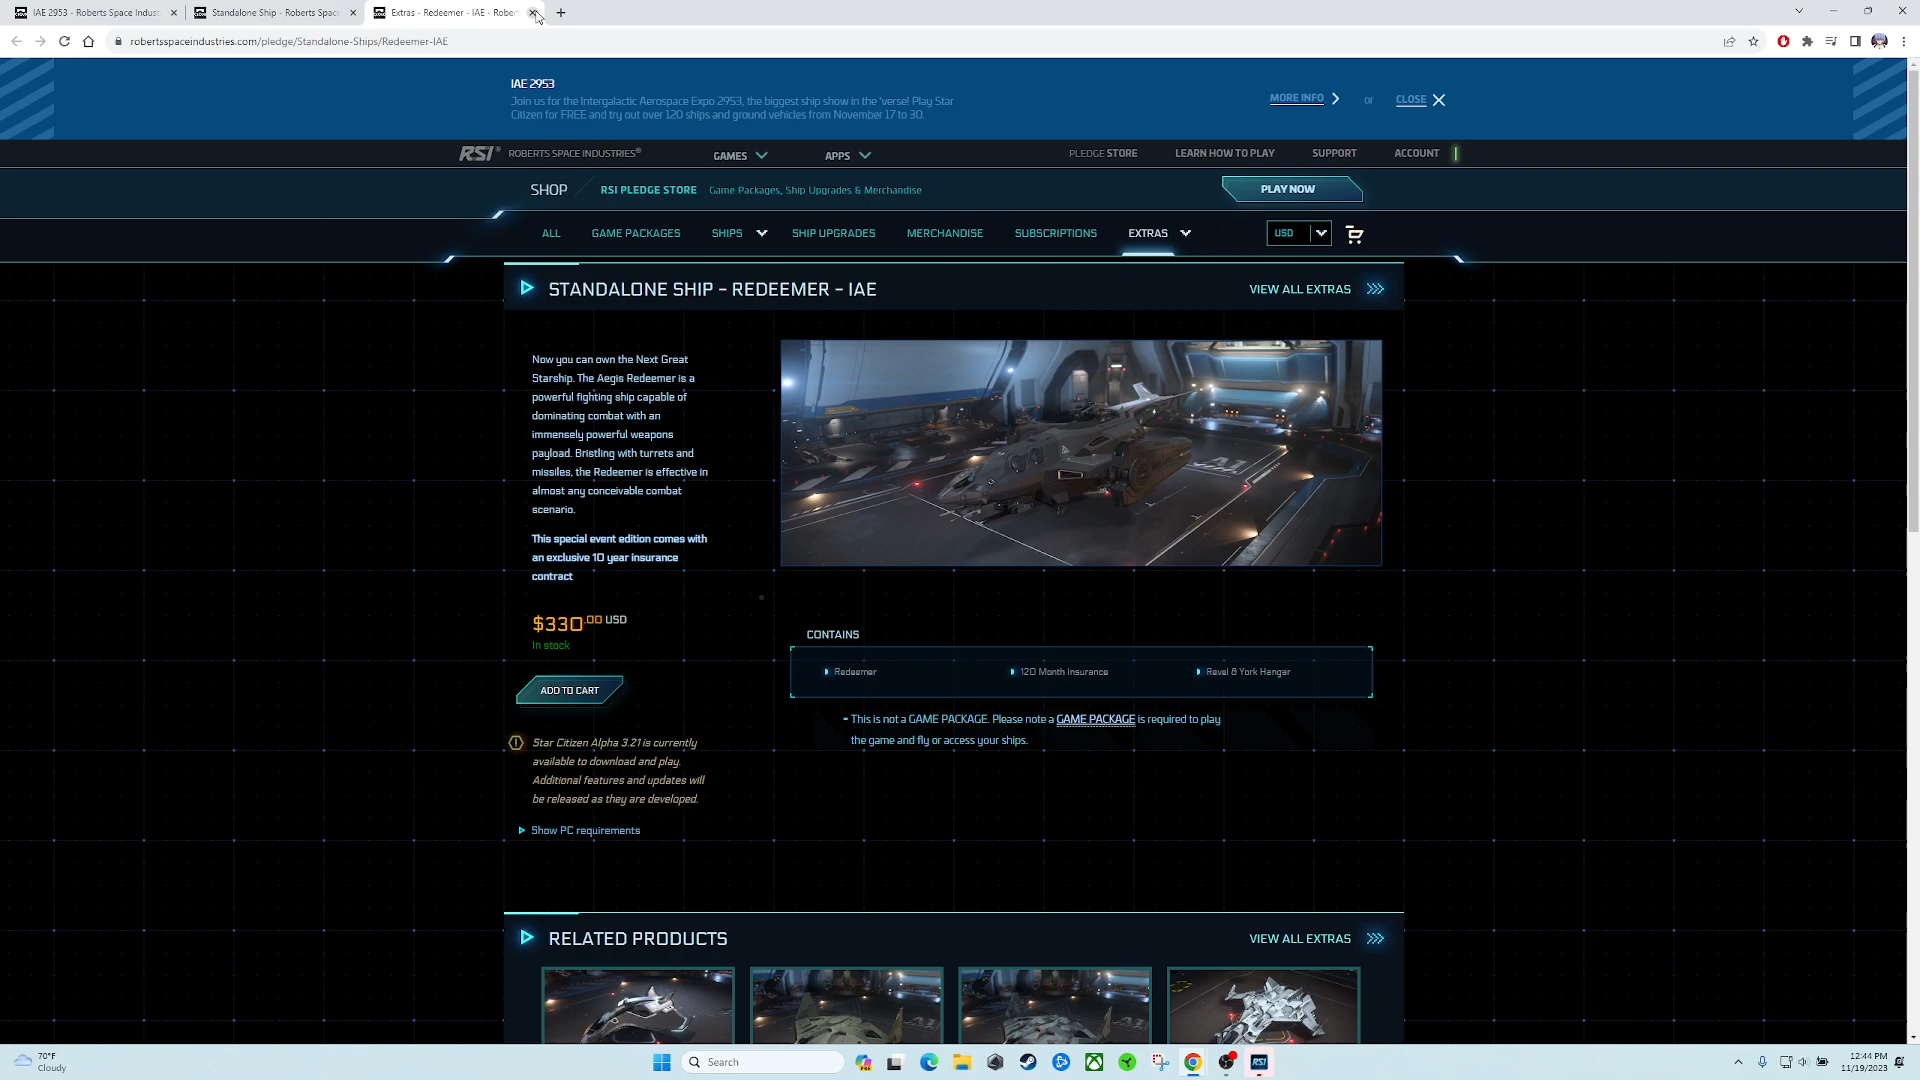 IAE 2953 - Roberts Space Indust
Standalone Ship - Roberts Spac
Extras - Redeemer - IAE - Robert
robertsspaceindustries.com/pledge/Standalone-Ships/Redeemer-IAE
IAE 2953
Join us for the Intergalactic Aerospace Expo 2953, the biggest ship show in the 'verse! Play Star
Citizen for FREE and try out over 120 ships and ground vehicles from November 17 to 30.
MORE INFO or CLOSE
RSI ® ROBERTS SPACE INDUSTRIES® GAMES APPS PLEDGE STORE LEARN HOW TO PLAY SUPPORT ACCOUNT
SHOP RSI PLEDGE STORE Game Packages, Ship Upgrades & Merchandise PLAY NOW
ALL GAME PACKAGES SHIPS SHIP UPGRADES MERCHANDISE SUBSCRIPTIONS EXTRAS USD
STANDALONE SHIP - REDEEMER - IAE VIEW ALL EXTRAS
Now you can own the Next Great
Starship. The Aegis Redeemer is a
powerful fighting ship capable of
dominating combat with an
immensely powerful weapons
payload. Bristling with turrets and
missiles, the Redeemer is effective in
almost any conceivable combat
scenario.
This special event edition comes with
an exclusive 10 year insurance
contract
$330.00 USD
In stock
ADD TO CART
Star Citizen Alpha 3.21 is currently
available to download and play.
Additional features and updates will
be released as they are developed.
Show PC requirements
A1
CONTAINS
Redeemer 120 Month Insurance Revel & York Hangar
- This is not a GAME PACKAGE. Please note a GAME PACKAGE is required to play
the game and fly or access your ships.
RELATED PRODUCTS VIEW ALL EXTRAS
70°F
Cloudy
Search
RSI
12:44 PM
11/19/2023